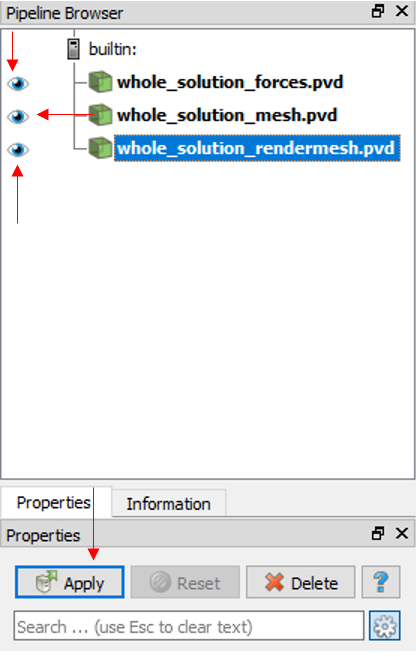 Pipeline Browser
builtin:
whole_solution_forces.pvd
whole_solution_mesh.pvd
whole_solution_rendermesh.pvd
Properties Information
Properties
Apply Reset Delete ?
Search ... (use Esc to clear text)